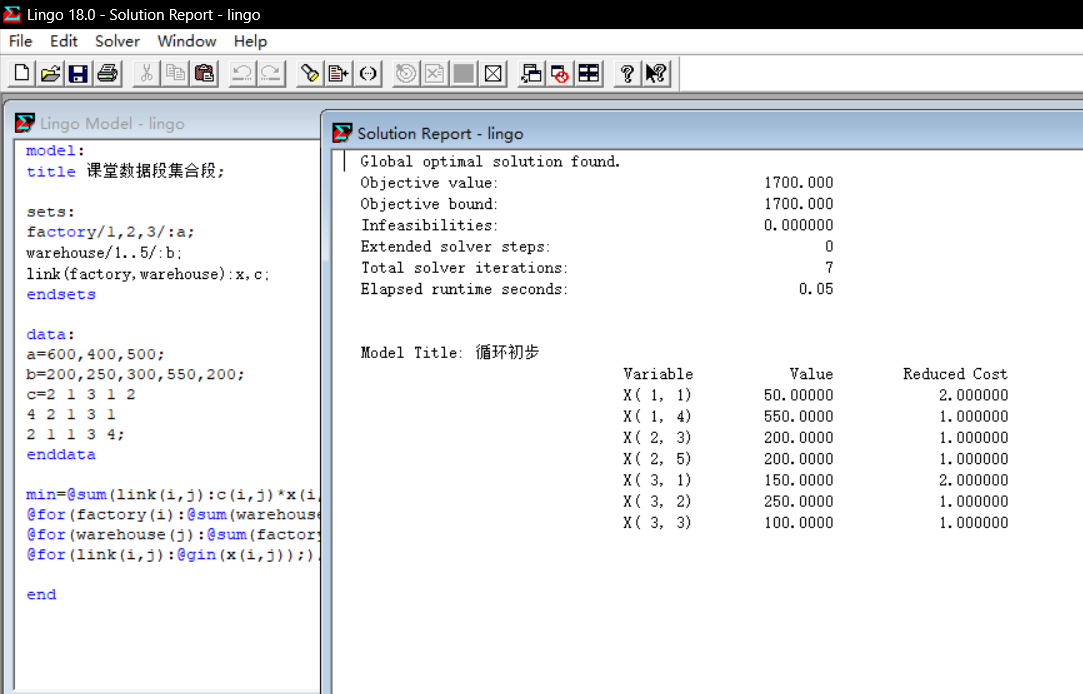 Lingo 18.0 - Solution Report - lingo
File Edit Solver Window Help
Lingo Model - lingo
model:
title 课堂数据段集合段;
sets:
factory/1,2,3/:a;
warehouse/1..5/:b;
link(factory,warehouse):x,c;
endsets
data:
a=600,400,500;
b=200,250,300,550,200;
c=2 1 3 1 2
4 2 1 3 1
2 1 1 3 4;
enddata
min=@sum(link(i,j):c(i,j)*x(i,
@for(factory(i):@sum(warehouse
@for(warehouse(j):@sum(factory
@for(link(i,j):@gin(x(i,j));)
end
Solution Report - lingo
Global optimal solution found.
Objective value: 1700.000
Objective bound: 1700.000
Infeasibilities: 0.000000
Extended solver steps: 0
Total solver iterations: 7
Elapsed runtime seconds: 0.05
Model Title: 循环初步
Variable Value Reduced Cost
X( 1, 1) 50.00000 2.000000
X( 1, 4) 550.0000 1.000000
X( 2, 3) 200.0000 1.000000
X( 2, 5) 200.0000 1.000000
X( 3, 1) 150.0000 2.000000
X( 3, 2) 250.0000 1.000000
X( 3, 3) 100.0000 1.000000